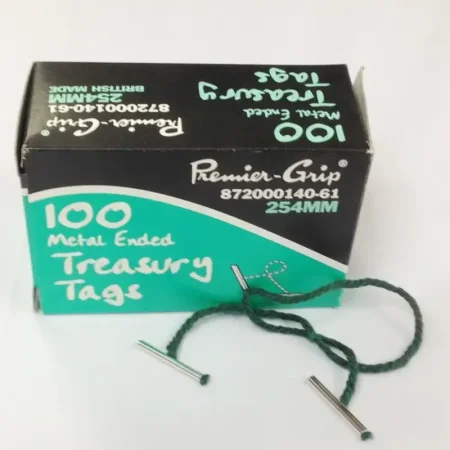 100
Metal Ended
Treasury
Tags
Premier-Grip®
872000140-61
254MM
BRITISH MADE
Premier-Grip®
872000140-61
254MM
100
Metal Ended
Treasury
Tags